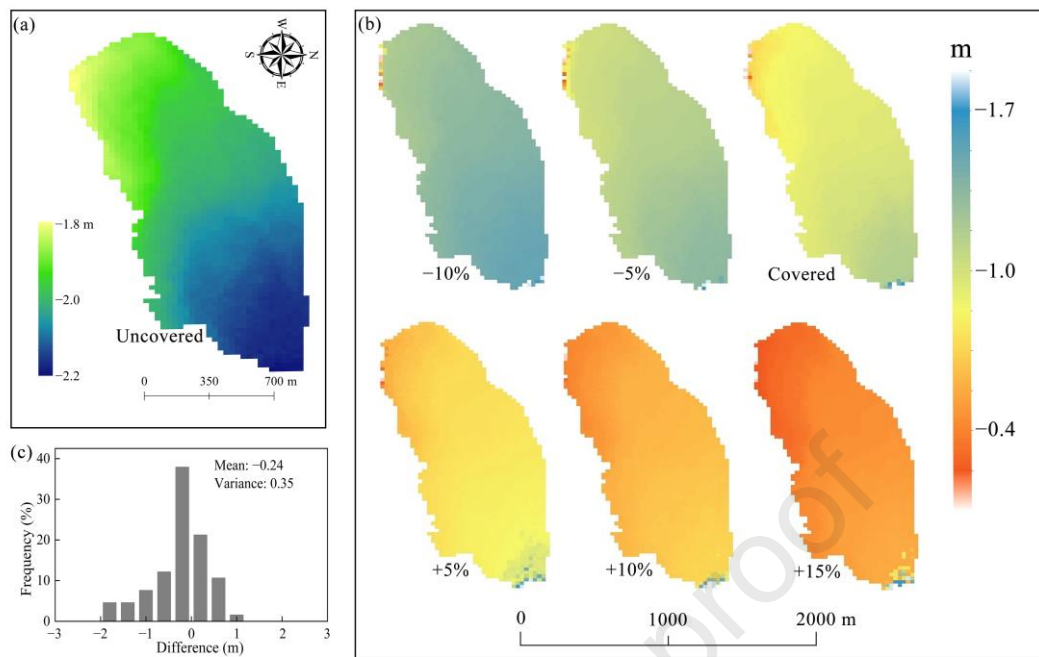 (a)
W
S
N
E
−1.8 m
−2.0
−2.2
Uncovered
0 350 700 m
(b)
m
−1.7
−1.0
−0.4
−10%
−5%
Covered
+5%
+10%
+15%
0 1000 2000 m
(c)
Mean: −0.24
Variance: 0.35
Frequency (%)
40
30
20
10
0
−3 −2 −1 0 1 2 3
Difference (m)
proof